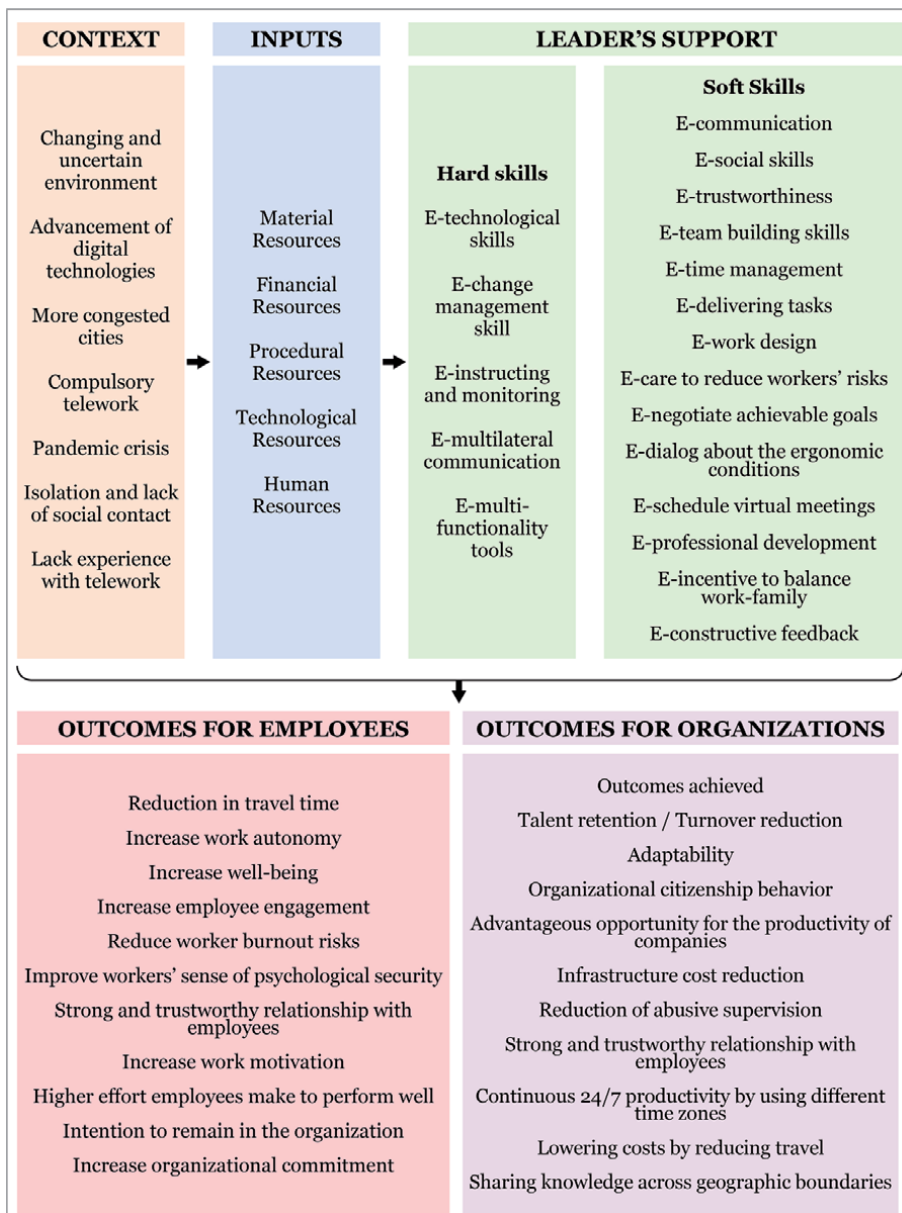 CONTEXT
Changing and
uncertain
environment
Advancement of
digital
technologies
More congested
cities
Compulsory
telework
Pandemic crisis
Isolation and lack
of social contact
Lack experience
with telework
INPUTS
Material
Resources
Financial
Resources
Procedural
Resources
Technological
Resources
Human
Resources
LEADER'S SUPPORT
Hard skills
E-technological
skills
E-change
management
skill
E-instructing
and monitoring
E-multilateral
communication
E-multi-
functionality
tools
Soft Skills
E-communication
E-social skills
E-trustworthiness
E-team building skills
E-time management
E-delivering tasks
E-work design
E-care to reduce workers' risks
E-negotiate achievable goals
E-dialog about the ergonomic
conditions
E-schedule virtual meetings
E-professional development
E-incentive to balance
work-family
E-constructive feedback
OUTCOMES FOR EMPLOYEES
Reduction in travel time
Increase work autonomy
Increase well-being
Increase employee engagement
Reduce worker burnout risks
Improve workers' sense of psychological security
Strong and trustworthy relationship with
employees
Increase work motivation
Higher effort employees make to perform well
Intention to remain in the organization
Increase organizational commitment
OUTCOMES FOR ORGANIZATIONS
Outcomes achieved
Talent retention / Turnover reduction
Adaptability
Organizational citizenship behavior
Advantageous opportunity for the productivity of
companies
Infrastructure cost reduction
Reduction of abusive supervision
Strong and trustworthy relationship with
employees
Continuous 24/7 productivity by using different
time zones
Lowering costs by reducing travel
Sharing knowledge across geographic boundaries